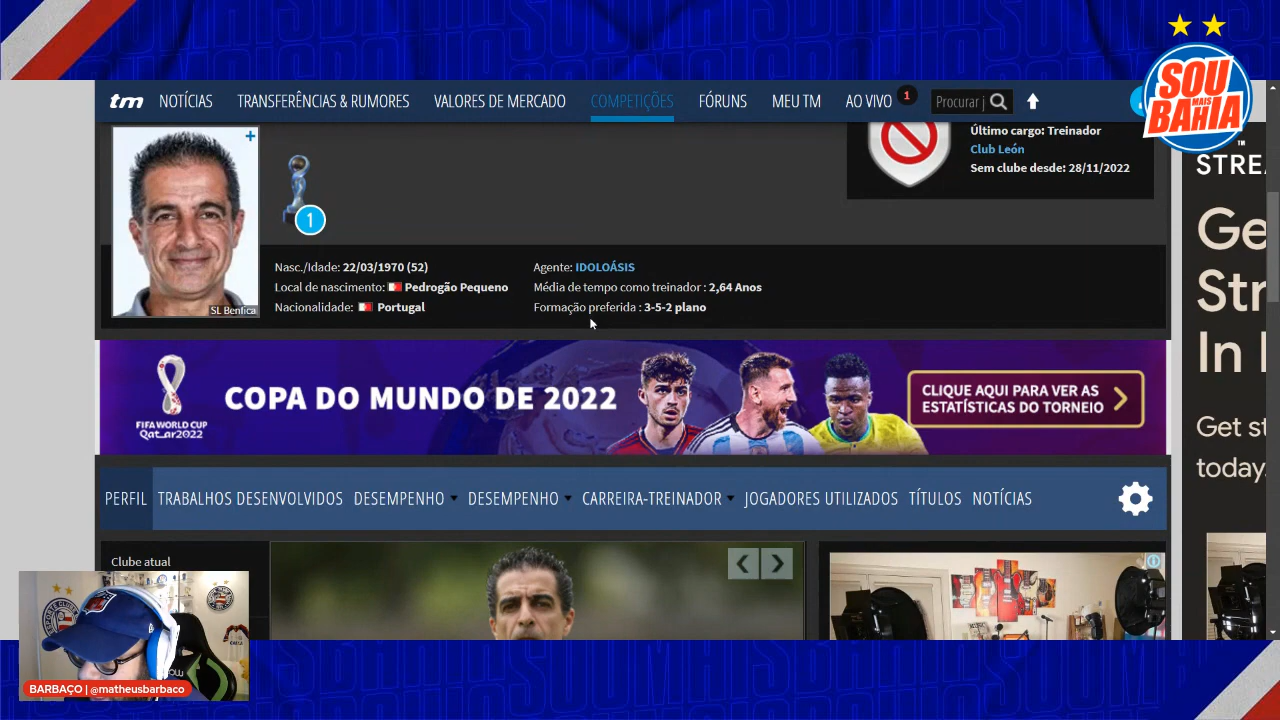 SOU
MAIS
BAHIA
tm
NOTÍCIAS
TRANSFERÊNCIAS & RUMORES
VALORES DE MERCADO
COMPETIÇÕES
FÓRUNS
MEU TM
AO VIVO
1
Procurar j
Último cargo: Treinador
Club León
Sem clube desde: 28/11/2022
1
SL Benfica
Nasc./Idade: 22/03/1970 (52)
Local de nascimento: Pedrogão Pequeno
Nacionalidade: Portugal
Agente: IDOLOÁSIS
Média de tempo como treinador : 2,64 Anos
Formação preferida : 3-5-2 plano
TM
STREA
Ge
Str
In
Get st
today.
FIFA WORLD CUP
Qatar2022
COPA DO MUNDO DE 2022
CLIQUE AQUI PARA VER AS
ESTATÍSTICAS DO TORNEIO
PERFIL
TRABALHOS DESENVOLVIDOS
DESEMPENHO
DESEMPENHO
CARREIRA-TREINADOR
JOGADORES UTILIZADOS
TÍTULOS
NOTÍCIAS
Clube atual
BARBAÇO | @matheusbarbaco